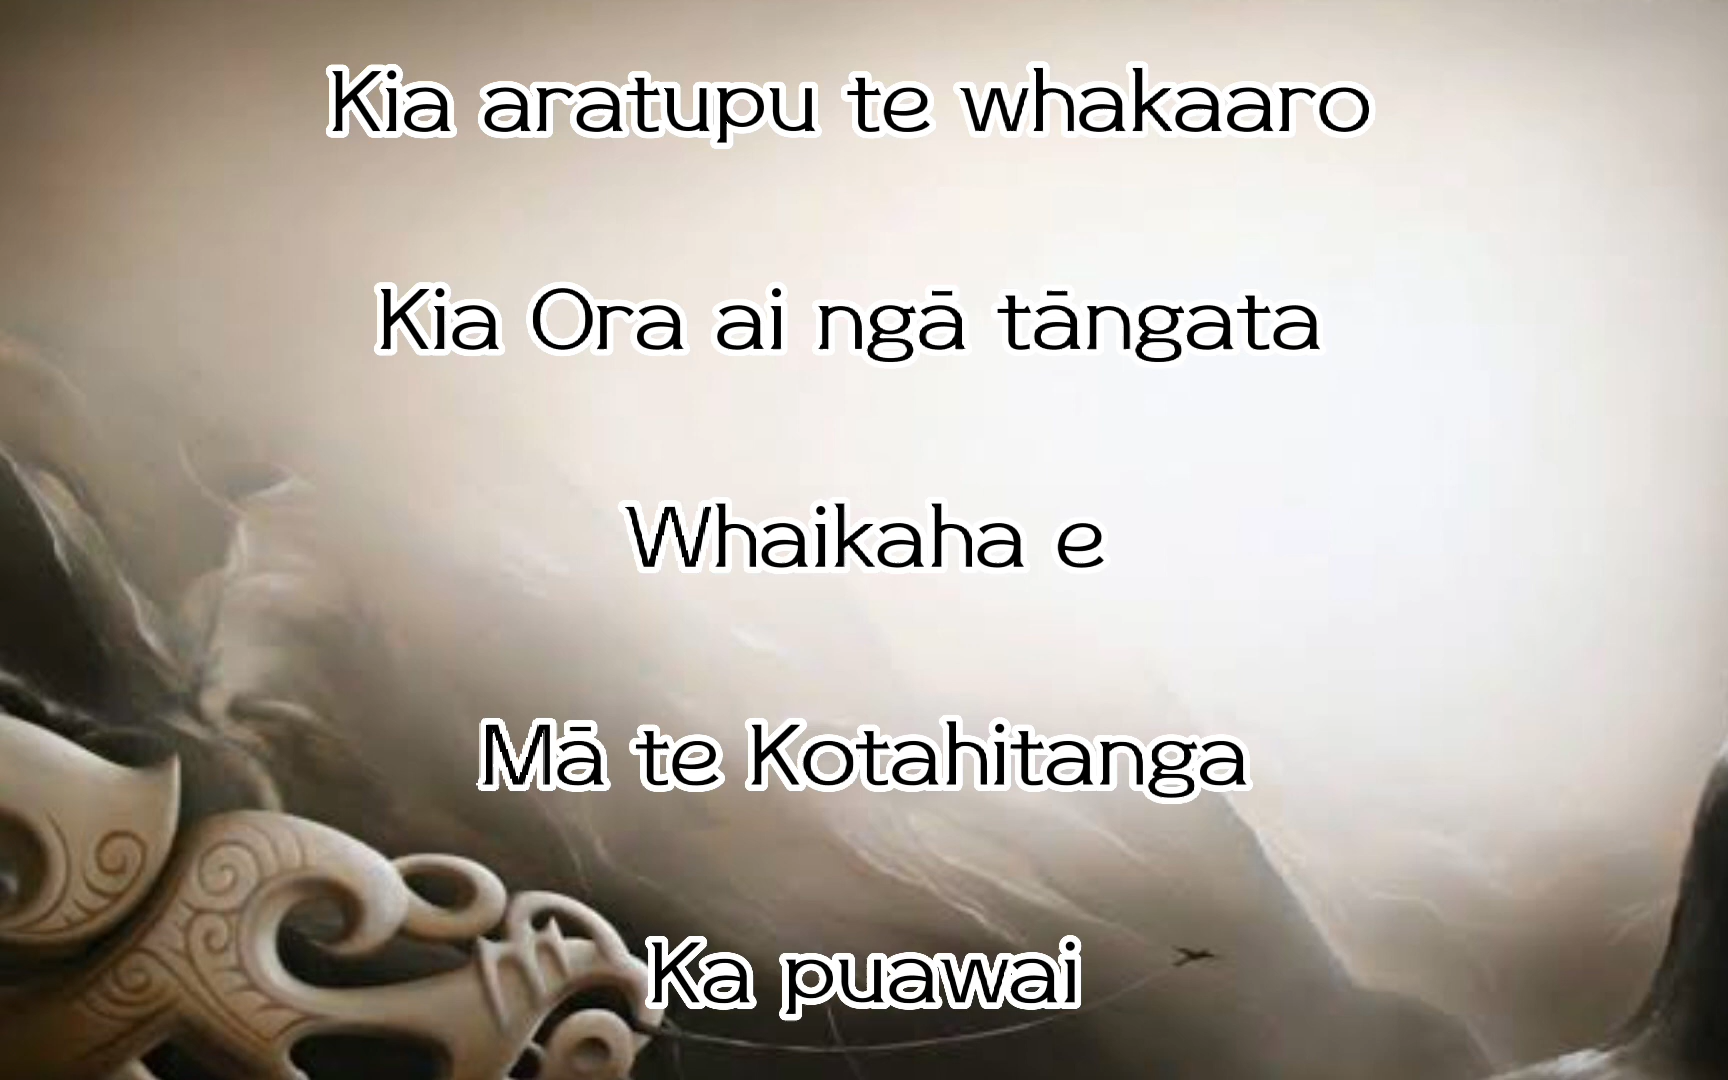 Kia aratupu te whakaaro
Kia Ora ai ngā tāngata
Whaikaha e
Mā te Kotahitanga
Ka puawai